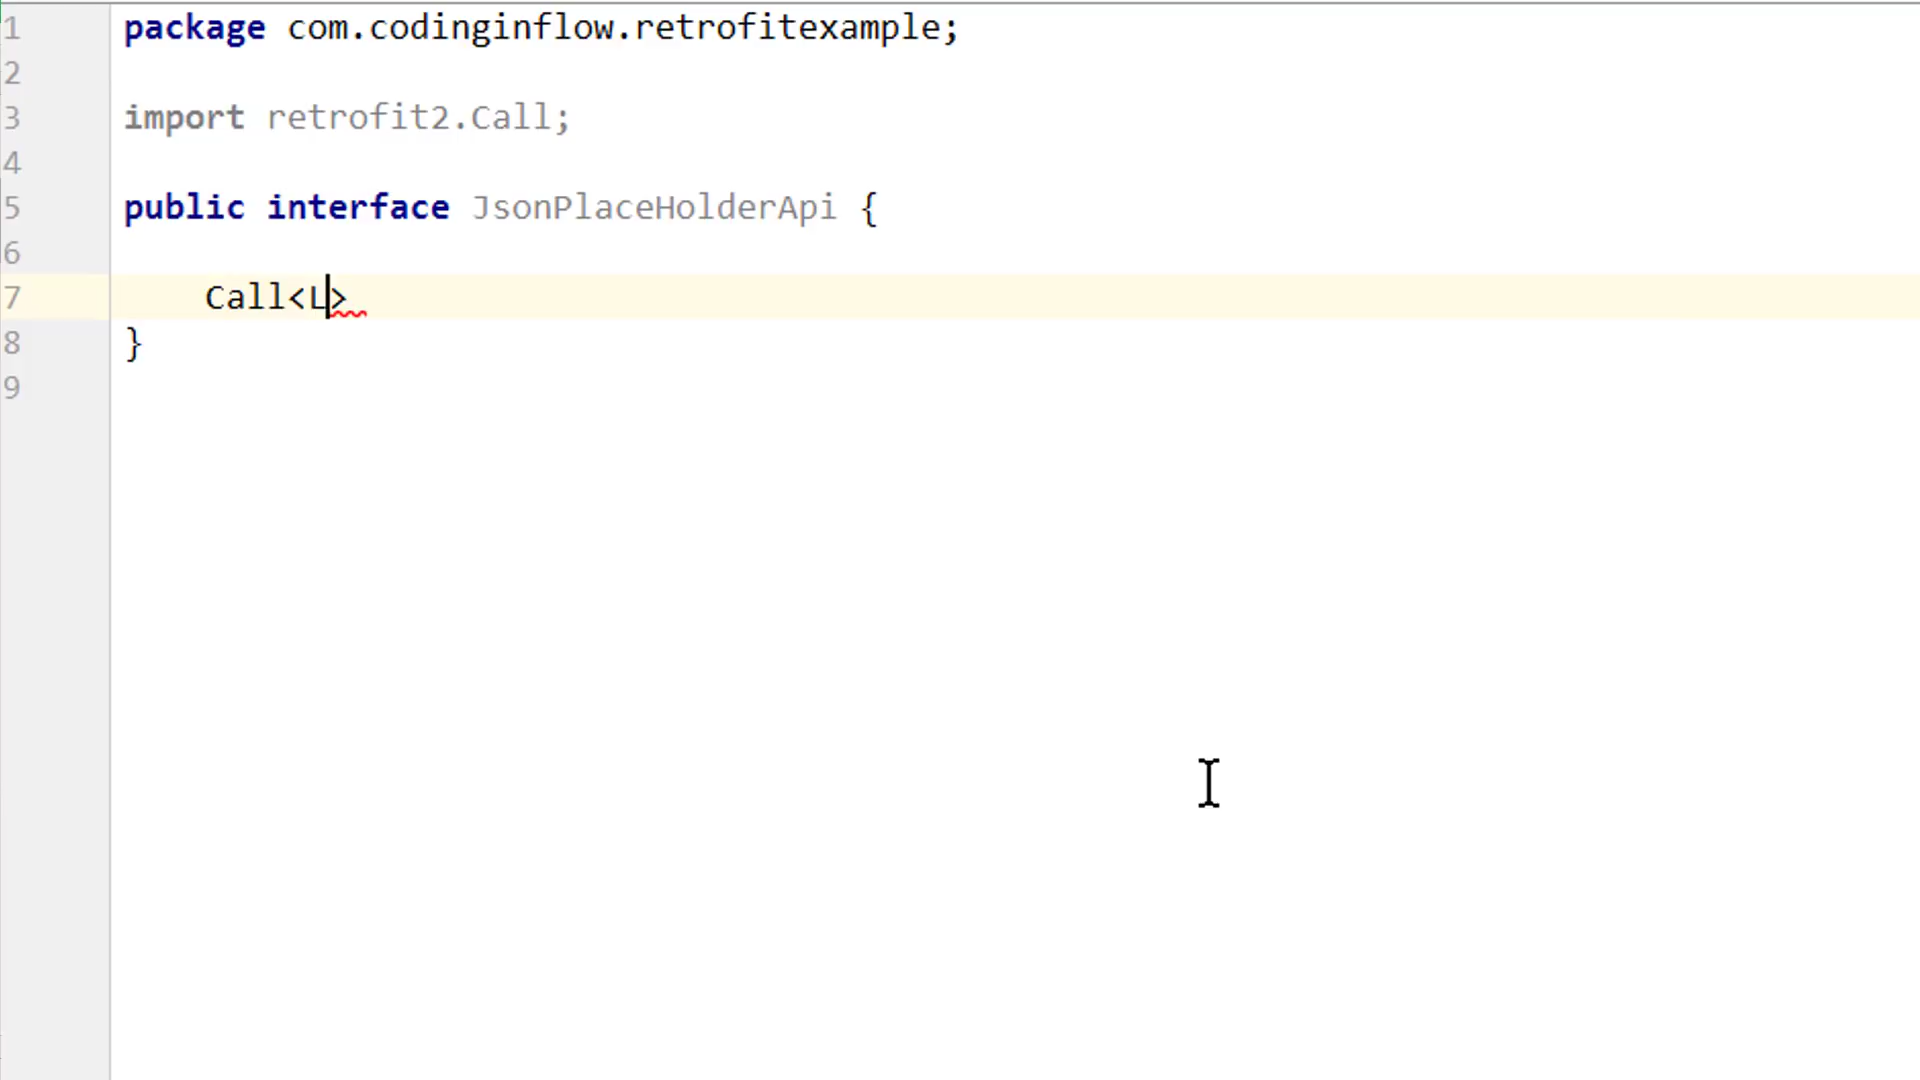 1 package com.codinginflow.retrofitexample;
2
3 import retrofit2.Call;
4
5 public interface JsonPlaceHolderApi {
6
7 Call<L>
8 }
9